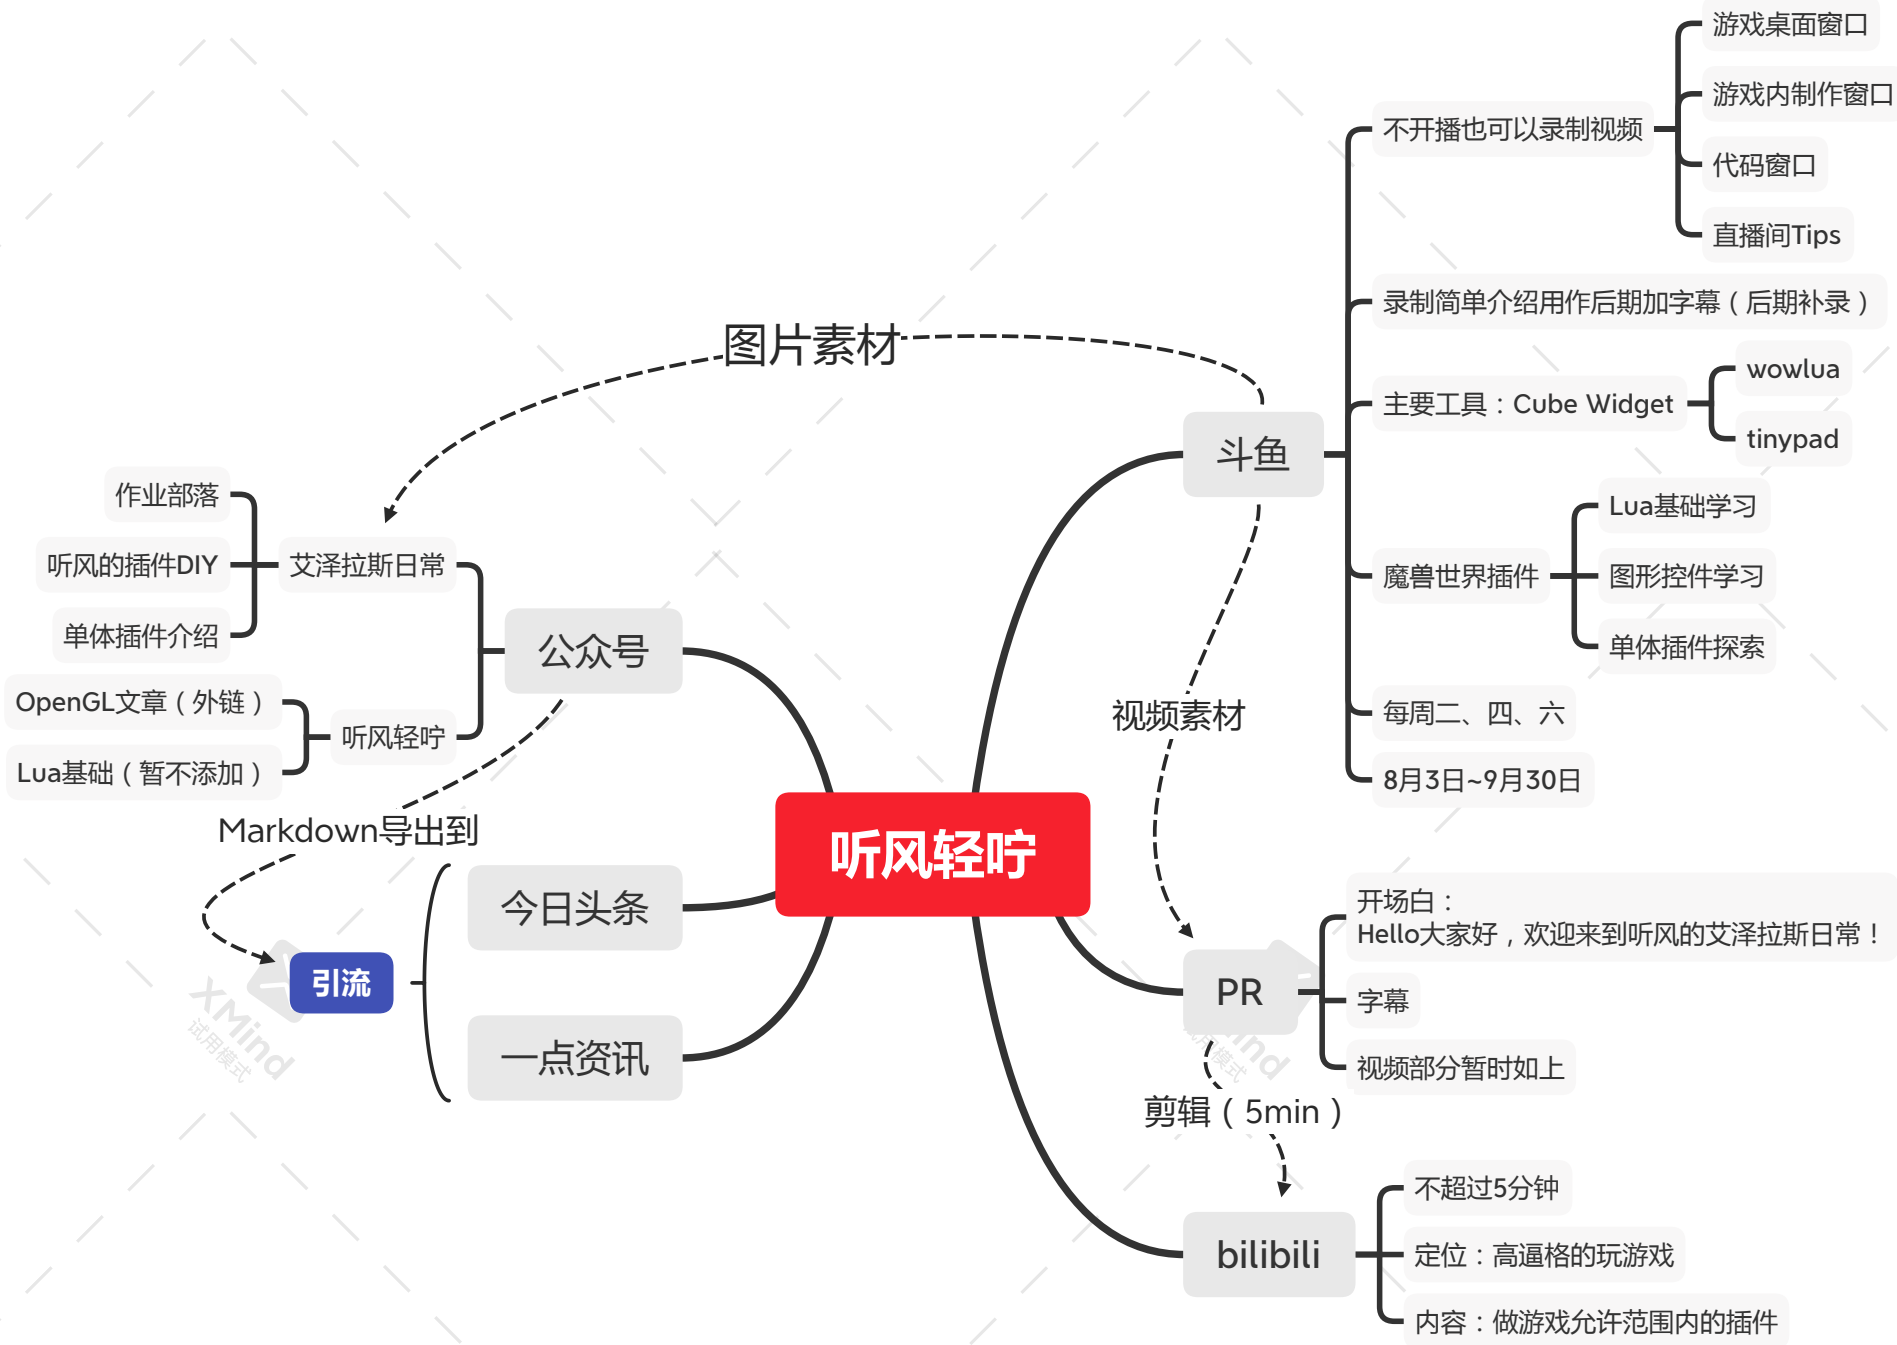 听风轻咛
斗鱼
不开播也可以录制视频
游戏桌面窗口
游戏内制作窗口
代码窗口
直播间Tips
录制简单介绍用作后期加字幕（后期补录）
主要工具：Cube Widget
wowlua
tinypad
魔兽世界插件
Lua基础学习
图形控件学习
单体插件探索
每周二、四、六
8月3日~9月30日
PR
开场白：
Hello大家好，欢迎来到听风的艾泽拉斯日常！
字幕
视频部分暂时如上
bilibili
不超过5分钟
定位：高逼格的玩游戏
内容：做游戏允许范围内的插件
公众号
艾泽拉斯日常
作业部落
听风的插件DIY
单体插件介绍
听风轻咛
OpenGL文章（外链）
Lua基础（暂不添加）
今日头条
一点资讯
引流
图片素材
视频素材
剪辑（5min）
Markdown导出到
XMind
试用模式